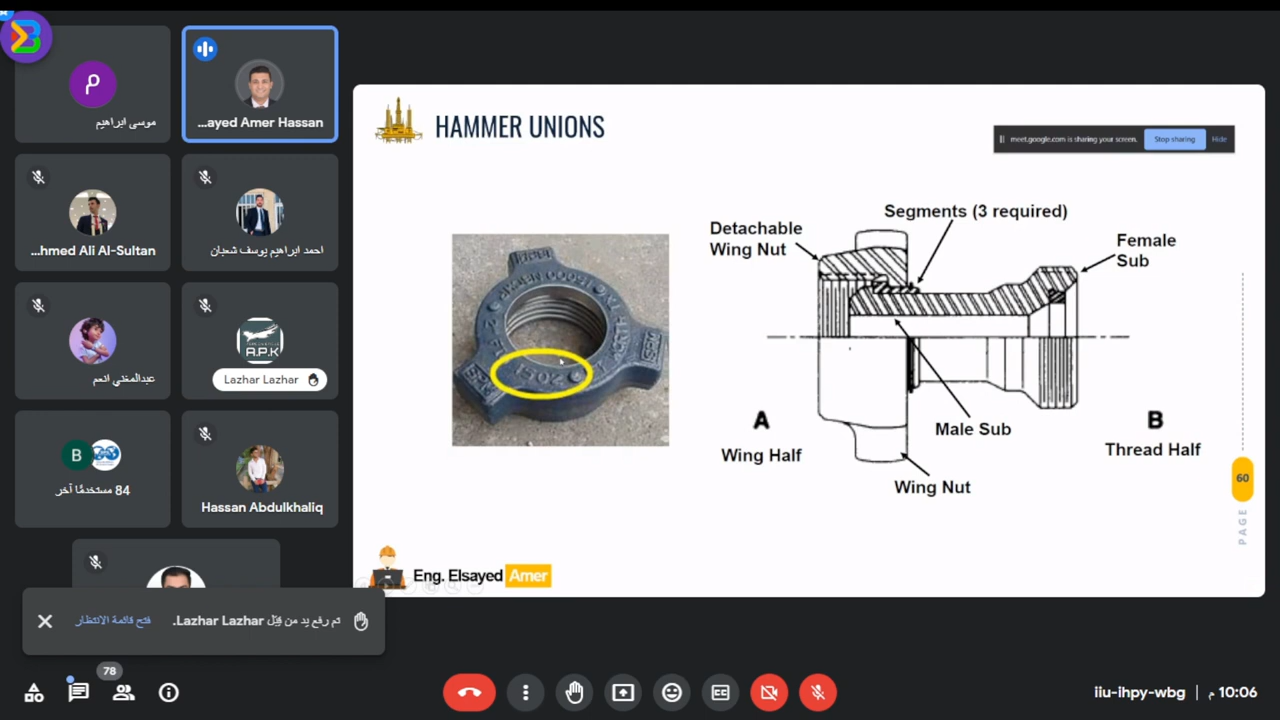 موسى ابراهيم
...ayed Amer Hassan
...hmed Ali Al-Sultan
احمد ابراهيم يوسف شعبان
عبدالمغني انعم
A.P.K
Lazhar Lazhar
B
84 مستخدمًا آخر
Hassan Abdulkhaliq
تم رفع يد من قِبَل Lazhar Lazhar.
فتح قائمة الانتظار
HAMMER UNIONS
meet.google.com is sharing your screen.
Stop sharing
Hide
1502
SPM
Segments (3 required)
Detachable
Wing Nut
Female
Sub
Male Sub
A
Wing Half
B
Thread Half
Wing Nut
60
PAGE
Eng. Elsayed Amer
78
CC
iiu-ihpy-wbg
10:06 م